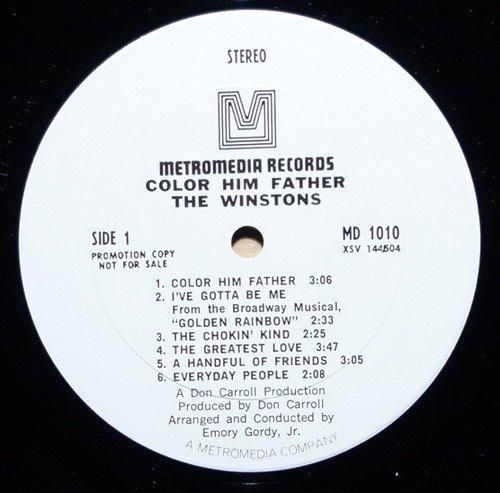 STEREO
METROMEDIA RECORDS
COLOR HIM FATHER
THE WINSTONS
SIDE 1
PROMOTION COPY
NOT FOR SALE
MD 1010
XSV 144504
1. COLOR HIM FATHER 3:06
2. I'VE GOTTA BE ME
From the Broadway Musical,
"GOLDEN RAINBOW" 2:33
3. THE CHOKIN' KIND 2:25
4. THE GREATEST LOVE 3:47
5. A HANDFUL OF FRIENDS 3:05
6. EVERYDAY PEOPLE 2:08
A Don Carroll Production
Produced by Don Carroll
Arranged and Conducted by
Emory Gordy, Jr.
A METROMEDIA COMPANY